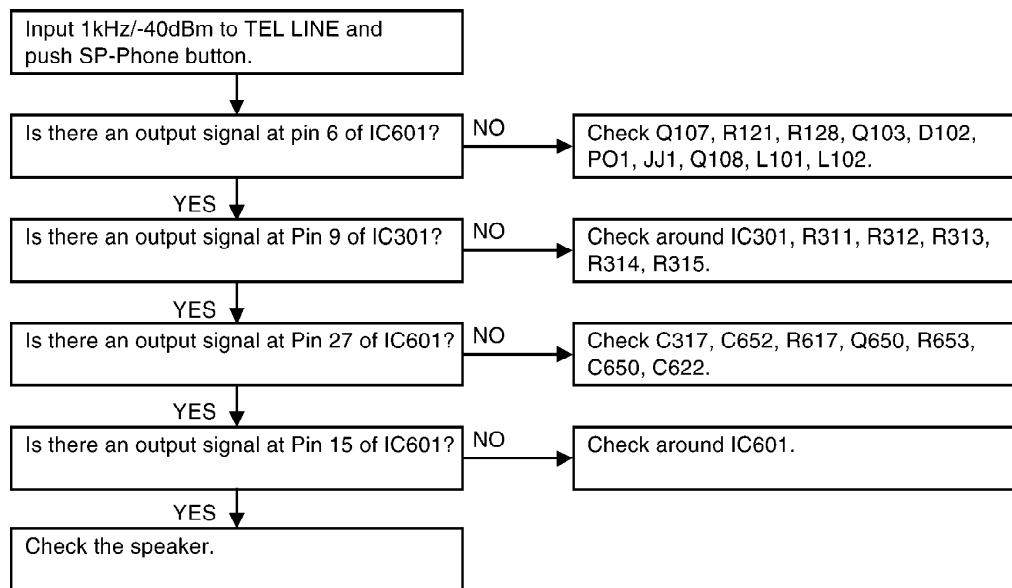 Input 1kHz/-40dBm to TEL LINE and
push SP-Phone button.
Is there an output signal at pin 6 of IC601?
NO
Check Q107, R121, R128, Q103, D102,
PO1, JJ1, Q108, L101, L102.
YES
Is there an output signal at Pin 9 of IC301?
NO
Check around IC301, R311, R312, R313,
R314, R315.
YES
Is there an output signal at Pin 27 of IC601?
NO
Check C317, C652, R617, Q650, R653,
C650, C622.
YES
Is there an output signal at Pin 15 of IC601?
NO
Check around IC601.
YES
Check the speaker.